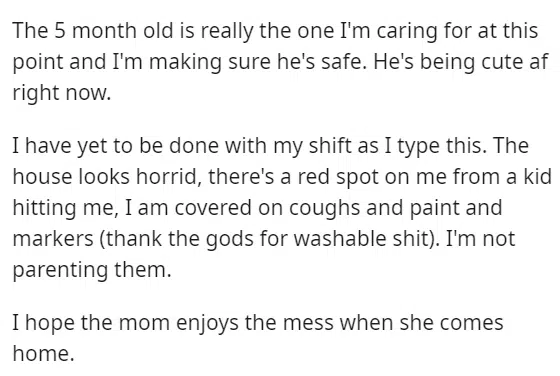 The 5 month old is really the one I'm caring for at this
point and I'm making sure he's safe. He's being cute af
right now.
I have yet to be done with my shift as I type this. The
house looks horrid, there's a red spot on me from a kid
hitting me, I am covered on coughs and paint and
markers (thank the gods for washable shit). I'm not
parenting them.
I hope the mom enjoys the mess when she comes
home.